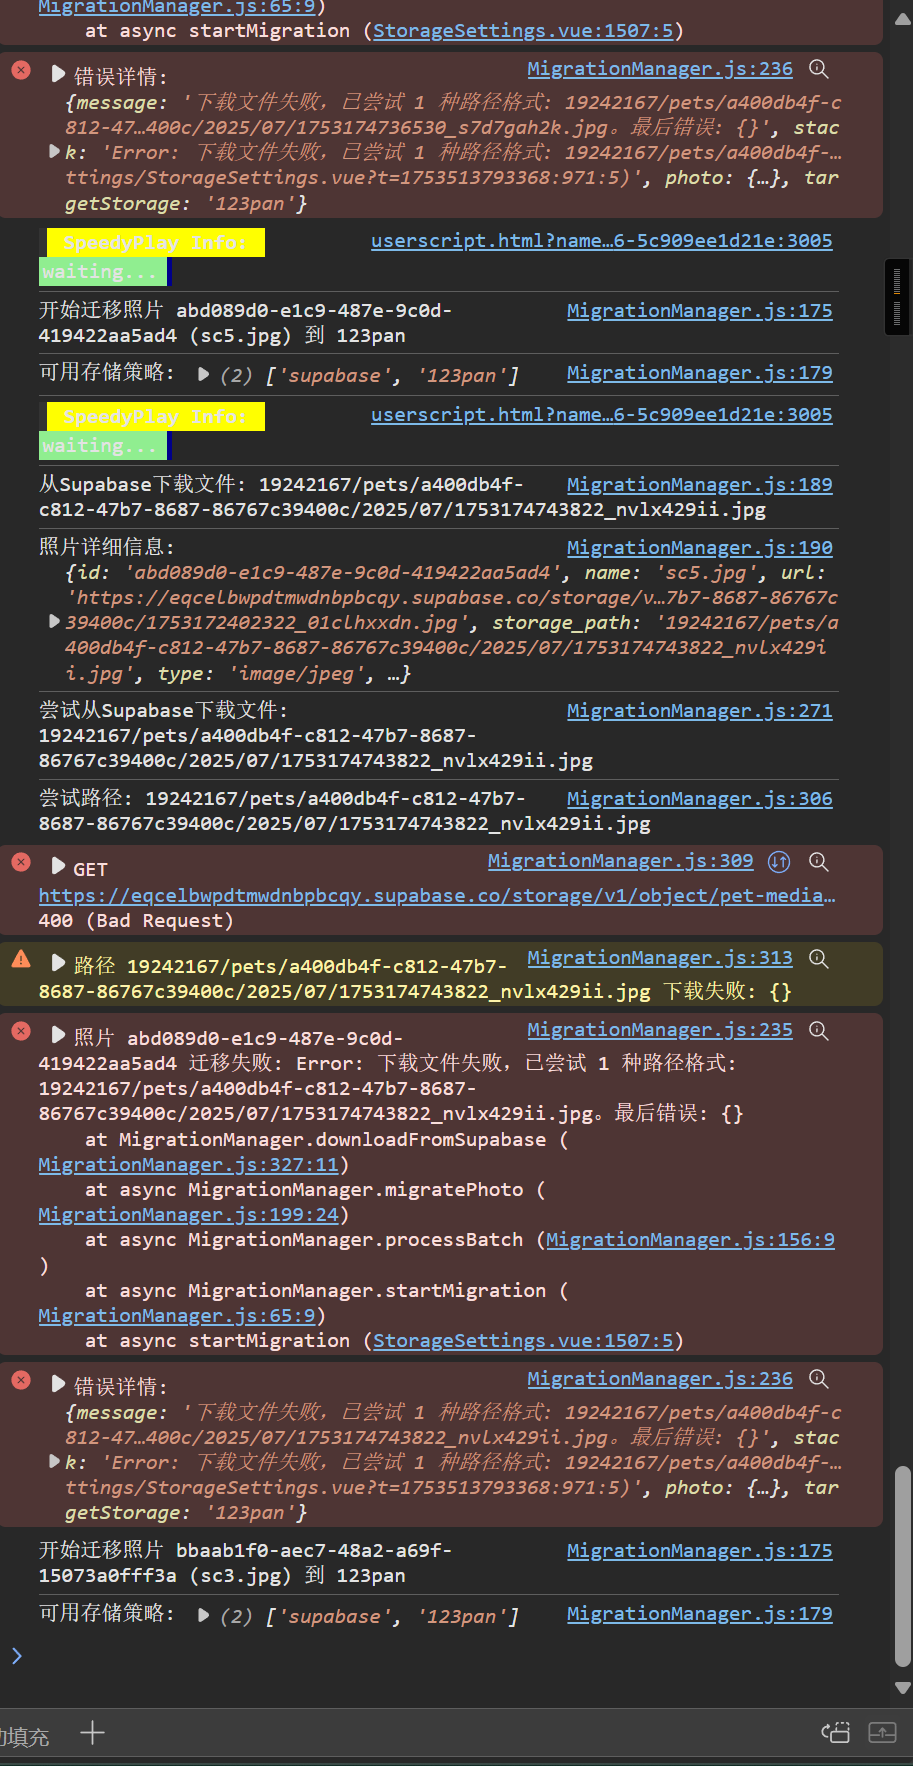 MigrationManager.js:65:9)
at async startMigration (StorageSettings.vue:1507:5)
错误详情: MigrationManager.js:236
{message: '下载文件失败，已尝试 1 种路径格式: 19242167/pets/a400db4f-c
812-47…400c/2025/07/1753174736530_s7d7gah2k.jpg。最后错误: {}', stac
k: 'Error: 下载文件失败，已尝试 1 种路径格式: 19242167/pets/a400db4f-…
ttings/StorageSettings.vue?t=1753513793368:971:5)', photo: {…}, tar
getStorage: '123pan'}
SpeedyPlay Info: userscript.html?name…6-5c909ee1d21e:3005
waiting...
开始迁移照片 abd089d0-e1c9-487e-9c0d- MigrationManager.js:175
419422aa5ad4 (sc5.jpg) 到 123pan
可用存储策略: (2) ['supabase', '123pan'] MigrationManager.js:179
SpeedyPlay Info: userscript.html?name…6-5c909ee1d21e:3005
waiting...
从Supabase下载文件: 19242167/pets/a400db4f- MigrationManager.js:189
c812-47b7-8687-86767c39400c/2025/07/1753174743822_nvlx429ii.jpg
照片详细信息: MigrationManager.js:190
{id: 'abd089d0-e1c9-487e-9c0d-419422aa5ad4', name: 'sc5.jpg', url:
'https://eqcelbwpdtmwdnbpbcqy.supabase.co/storage/v…7b7-8687-86767c
39400c/1753172402322_01clhxxdn.jpg', storage_path: '19242167/pets/a
400db4f-c812-47b7-8687-86767c39400c/2025/07/1753174743822_nvlx429i
i.jpg', type: 'image/jpeg', …}
尝试从Supabase下载文件: MigrationManager.js:271
19242167/pets/a400db4f-c812-47b7-8687-
86767c39400c/2025/07/1753174743822_nvlx429ii.jpg
尝试路径: 19242167/pets/a400db4f-c812-47b7- MigrationManager.js:306
8687-86767c39400c/2025/07/1753174743822_nvlx429ii.jpg
GET MigrationManager.js:309
https://eqcelbwpdtmwdnbpbcqy.supabase.co/storage/v1/object/pet-media…
400 (Bad Request)
路径 19242167/pets/a400db4f-c812-47b7- MigrationManager.js:313
8687-86767c39400c/2025/07/1753174743822_nvlx429ii.jpg 下载失败: {}
照片 abd089d0-e1c9-487e-9c0d- MigrationManager.js:235
419422aa5ad4 迁移失败: Error: 下载文件失败，已尝试 1 种路径格式:
19242167/pets/a400db4f-c812-47b7-8687-
86767c39400c/2025/07/1753174743822_nvlx429ii.jpg。最后错误: {}
at MigrationManager.downloadFromSupabase (
MigrationManager.js:327:11)
at async MigrationManager.migratePhoto (
MigrationManager.js:199:24)
at async MigrationManager.processBatch (MigrationManager.js:156:9
)
at async MigrationManager.startMigration (
MigrationManager.js:65:9)
at async startMigration (StorageSettings.vue:1507:5)
错误详情: MigrationManager.js:236
{message: '下载文件失败，已尝试 1 种路径格式: 19242167/pets/a400db4f-c
812-47…400c/2025/07/1753174743822_nvlx429ii.jpg。最后错误: {}', stac
k: 'Error: 下载文件失败，已尝试 1 种路径格式: 19242167/pets/a400db4f-…
ttings/StorageSettings.vue?t=1753513793368:971:5)', photo: {…}, tar
getStorage: '123pan'}
开始迁移照片 bbaab1f0-aec7-48a2-a69f- MigrationManager.js:175
15073a0fff3a (sc3.jpg) 到 123pan
可用存储策略: (2) ['supabase', '123pan'] MigrationManager.js:179
填充